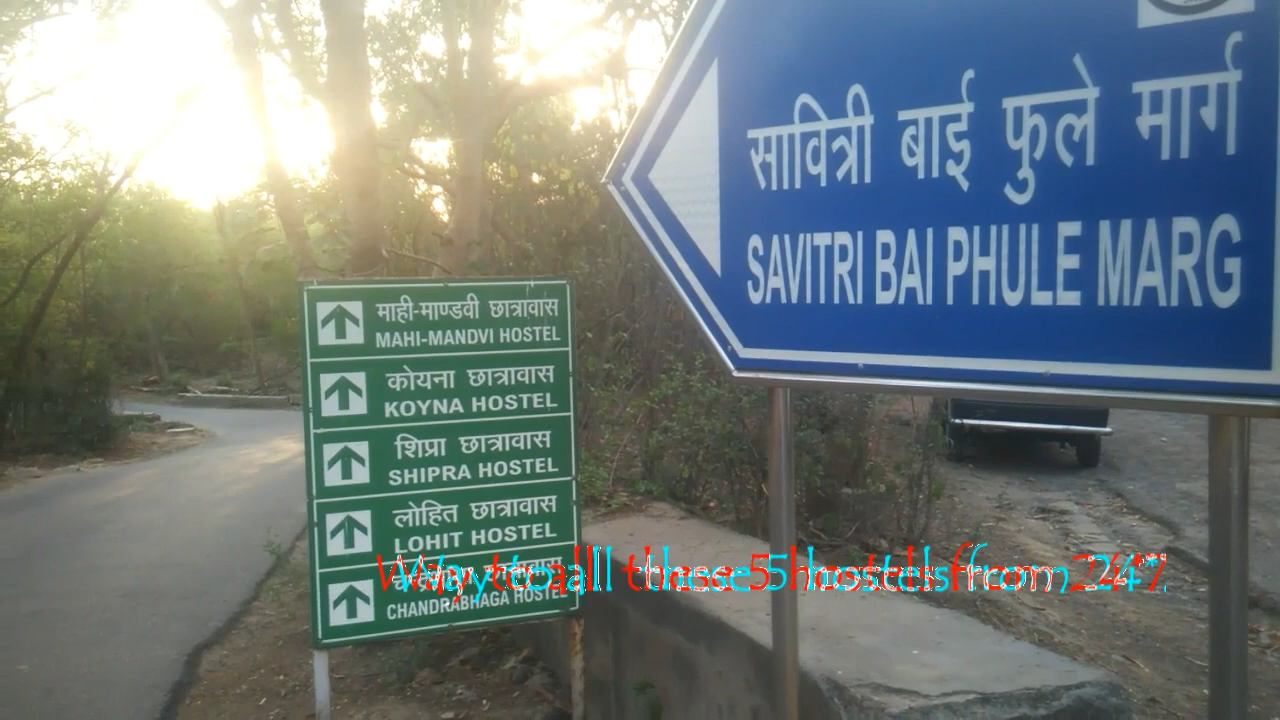 सावित्री बाई फुले मार्ग
SAVITRI BAI PHULE MARG
माही-माण्डवी छात्रावास
MAHI-MANDVI HOSTEL
कोयना छात्रावास
KOYNA HOSTEL
शिप्रा छात्रावास
SHIPRA HOSTEL
लोहित छात्रावास
LOHIT HOSTEL
CHANDRABHAGA HOSTEL
Way to all these 5 hostels from 24*7